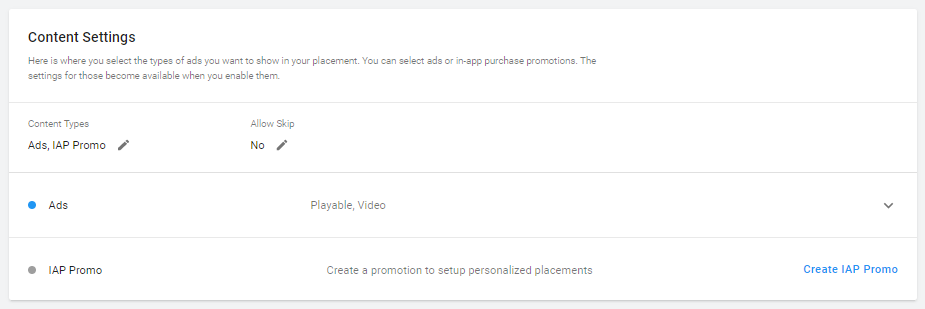 Content Settings
Here is where you select the types of ads you want to show in your placement. You can select ads or in-app purchase promotions. The
settings for those become available when you enable them.
Content Types
Allow Skip
Ads, IAP Promo
No
Ads
Playable, Video
IAP Promo
Create a promotion to setup personalized placements
Create IAP Promo